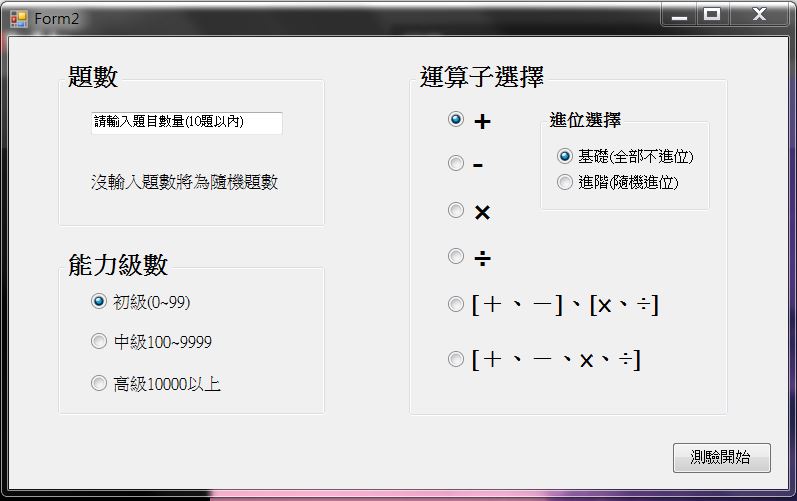 Form2
題數
請輸入題目數量(10題以內)
沒輸入題數將為隨機題數
能力級數
初級(0~99)
中級100~9999
高級10000以上
運算子選擇
+
-
×
÷
[＋、－]、[x、÷]
[＋、－、x、÷]
進位選擇
基礎(全部不進位)
進階(隨機進位)
測驗開始